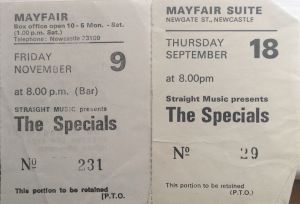 MAYFAIR
Box office open 10 - 6 Mon. - Sat.
(1.00 p.m. Sat.)
Telephone: Newcastle 23109
FRIDAY
NOVEMBER 9
at 8.00 p.m. (Bar)
STRAIGHT MUSIC presents
The Specials
Nº 231
This portion to be retained
(P.T.O.
MAYFAIR SUITE
NEWGATE ST., NEWCASTLE
THURSDAY
SEPTEMBER 18
at 8.00pm
Straight Music presents
The Specials
Nº 29
This portion to be retained
(P.T.O.)